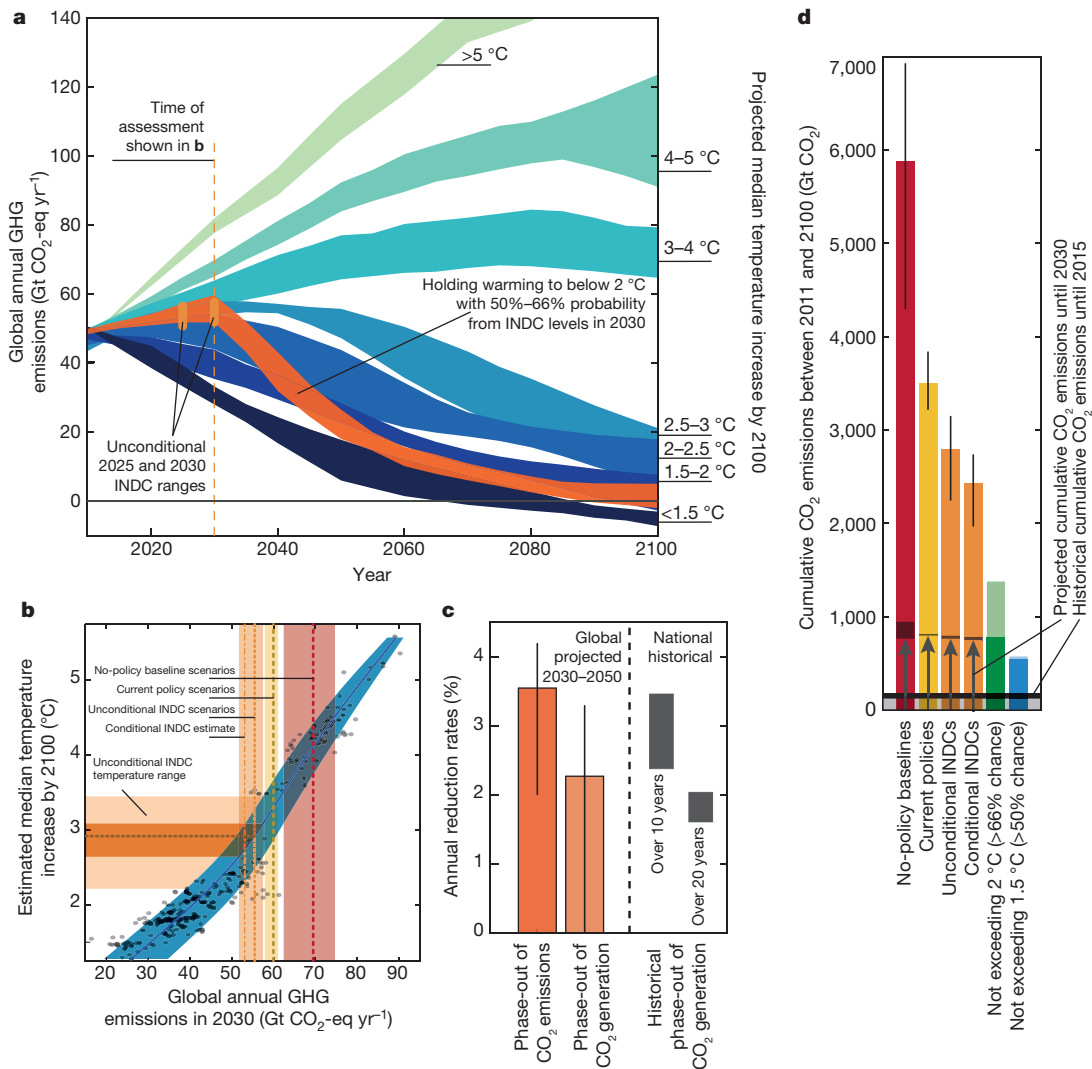 a
140
120
100
80
60
40
20
0
Global annual GHG
emissions (Gt CO₂-eq yr⁻¹)
Time of
assessment
shown in b
>5 °C
4–5 °C
3–4 °C
2.5–3 °C
2–2.5 °C
1.5–2 °C
<1.5 °C
Projected median temperature increase by 2100
Holding warming to below 2 °C
with 50%–66% probability
from INDC levels in 2030
Unconditional
2025 and 2030
INDC ranges
2020
2040
2060
2080
2100
Year
b
5
4
3
2
Estimated median temperature
increase by 2100 (°C)
No-policy baseline scenarios
Current policy scenarios
Unconditional INDC scenarios
Conditional INDC estimate
Unconditional INDC
temperature range
20
30
40
50
60
70
80
90
Global annual GHG
emissions in 2030 (Gt CO₂-eq yr⁻¹)
c
4
3
2
1
0
Annual reduction rates (%)
Global
projected
2030–2050
National
historical
Over 10 years
Over 20 years
Phase-out of
CO₂ emissions
Phase-out of
CO₂ generation
Historical
phase-out of
CO₂ generation
d
7,000
6,000
5,000
4,000
3,000
2,000
1,000
0
Cumulative CO₂ emissions between 2011 and 2100 (Gt CO₂)
Projected cumulative CO₂ emissions until 2030
Historical cumulative CO₂ emissions until 2015
No-policy baselines
Current policies
Unconditional INDCs
Conditional INDCs
Not exceeding 2 °C (>66% chance)
Not exceeding 1.5 °C (>50% chance)